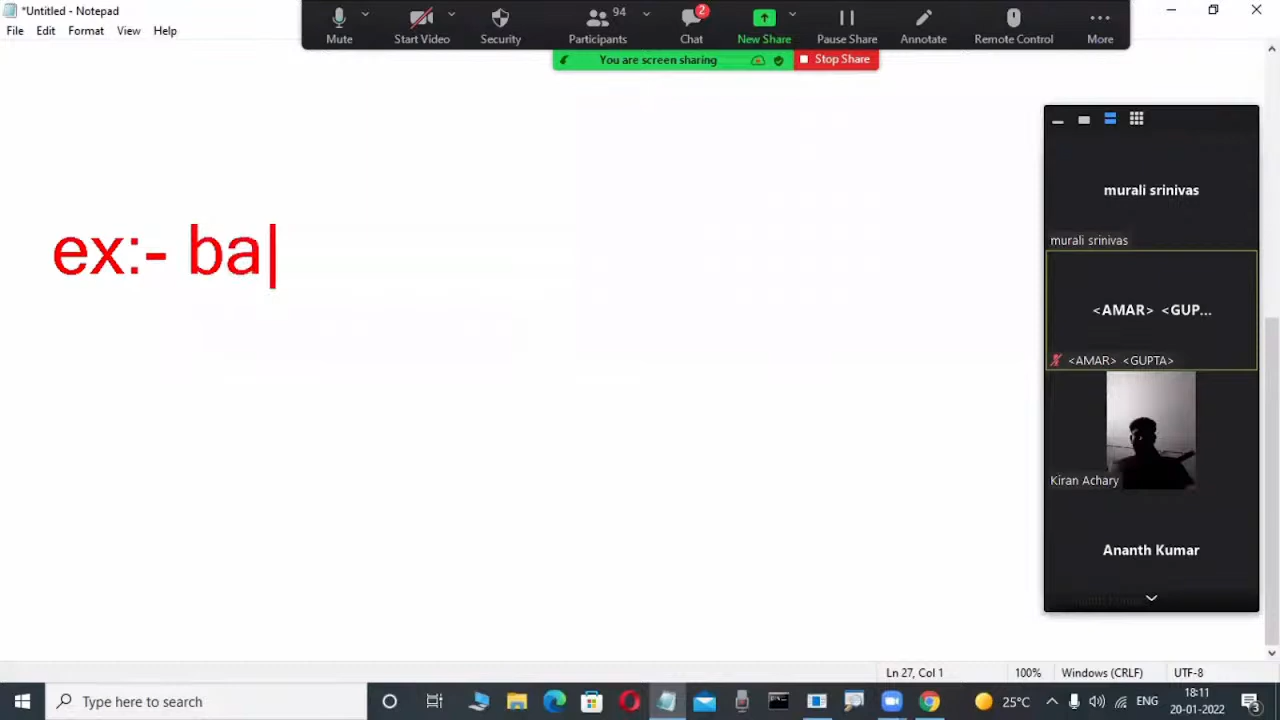 *Untitled - Notepad
File Edit Format View Help
94
2
Mute Start Video Security Participants Chat New Share Pause Share Annotate Remote Control More
You are screen sharing Stop Share
murali srinivas
murali srinivas
ex:- ba
<AMAR> <GUP...
<AMAR> <GUPTA>
Kiran Achary
Ananth Kumar
Ln 27, Col 1 100% Windows (CRLF) UTF-8
Type here to search
25°C ENG
18:11
20-01-2022
3